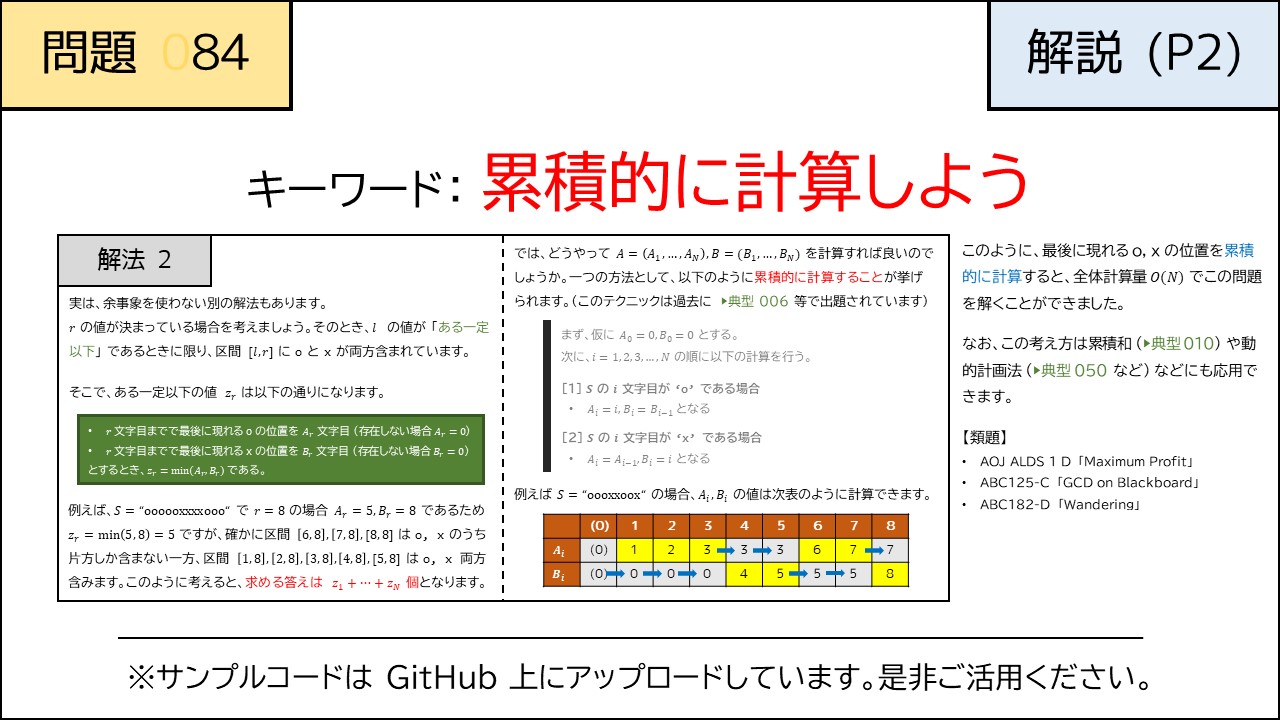 問題 084
解説 (P2)
キーワード： 累積的に計算しよう
解法 2
実は、余事象を使わない別の解法もあります。
r の値が決まっている場合を考えましょう。そのとき、l の値が「ある一定
以下」であるときに限り、区間 [l, r] に o と x が両方含まれています。
そこで、ある一定以下の値 z_r は以下の通りになります。
• r 文字目までで最後に現れる o の位置を A_r 文字目（存在しない場合 A_r = 0）
• r 文字目までで最後に現れる x の位置を B_r 文字目（存在しない場合 B_r = 0）
とするとき、z_r = min(A_r, B_r) である。
例えば、S = “oooooxxxxooo” で r = 8 の場合 A_r = 5, B_r = 8 であるため
z_r = min(5, 8) = 5 ですが、確かに区間 [6,8], [7,8], [8,8] は o, x のうち
片方しか含まない一方、区間 [1,8], [2,8], [3,8], [4,8], [5,8] は o, x 両方
含みます。このように考えると、求める答えは z_1 + ⋯ + z_N 個となります。
では、どうやって A = (A_1, … , A_N), B = (B_1, … , B_N) を計算すれば良いので
しょうか。一つの方法として、以下のように累積的に計算することが挙げ
られます。（このテクニックは過去に ▶典型 006 等で出題されています）
まず、仮に A_0 = 0, B_0 = 0 とする。
次に、i = 1, 2, 3, … , N の順に以下の計算を行う。
[1] S の i 文字目が ‘o’ である場合
• A_i = i, B_i = B_{i−1} となる
[2] S の i 文字目が ‘x’ である場合
• A_i = A_{i−1}, B_i = i となる
例えば S = “oooxxoox” の場合、A_i, B_i の値は次表のように計算できます。
(0) 1 2 3 4 5 6 7 8
A_i (0) 1 2 3 3 3 6 7 7
B_i (0) 0 0 0 4 5 5 5 8
このように、最後に現れる o, x の位置を累積
的に計算すると、全体計算量 O(N) でこの問題
を解くことができました。
なお、この考え方は累積和（▶典型 010）や動
的計画法（▶典型 050 など）などにも応用で
きます。
【類題】
• AOJ ALDS 1 D「Maximum Profit」
• ABC125-C「GCD on Blackboard」
• ABC182-D「Wandering」
※サンプルコードは GitHub 上にアップロードしています。是非ご活用ください。